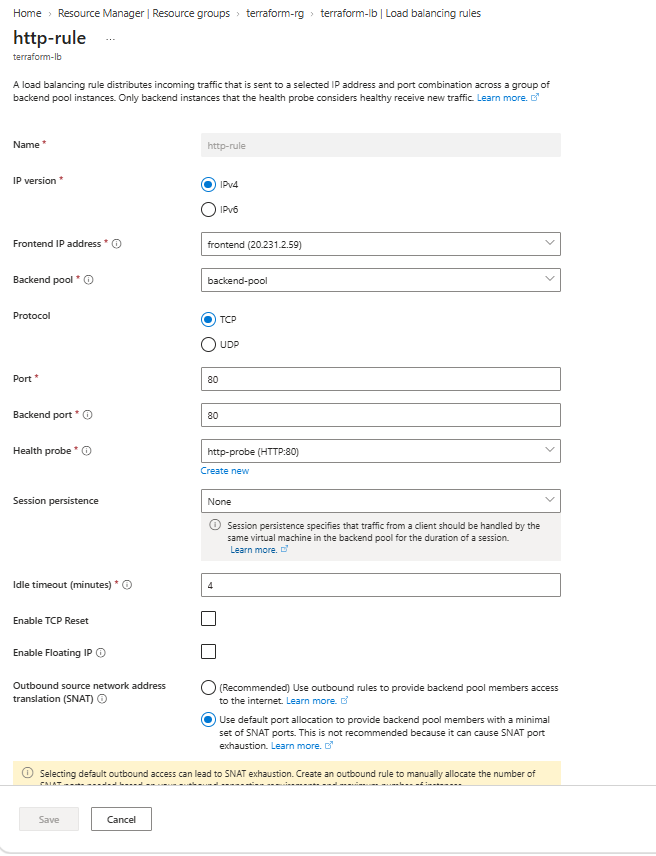 Home > Resource Manager | Resource groups > terraform-rg > terraform-lb | Load balancing rules
http-rule ...
terraform-lb
A load balancing rule distributes incoming traffic that is sent to a selected IP address and port combination across a group of
backend pool instances. Only backend instances that the health probe considers healthy receive new traffic. Learn more.
Name *
http-rule
IP version *
IPv4
IPv6
Frontend IP address *
frontend (20.231.2.59)
Backend pool *
backend-pool
Protocol
TCP
UDP
Port *
80
Backend port *
80
Health probe *
http-probe (HTTP:80)
Create new
Session persistence
None
Session persistence specifies that traffic from a client should be handled by the
same virtual machine in the backend pool for the duration of a session.
Learn more.
Idle timeout (minutes) *
4
Enable TCP Reset
Enable Floating IP
Outbound source network address
translation (SNAT)
(Recommended) Use outbound rules to provide backend pool members access
to the internet. Learn more.
Use default port allocation to provide backend pool members with a minimal
set of SNAT ports. This is not recommended because it can cause SNAT port
exhaustion. Learn more.
Selecting default outbound access can lead to SNAT exhaustion. Create an outbound rule to manually allocate the number of
Save
Cancel